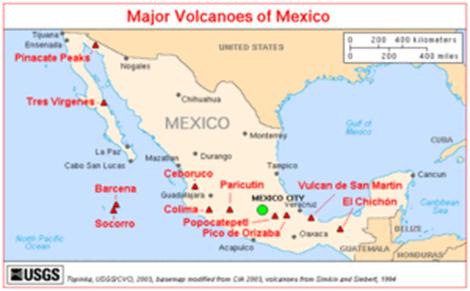 Major Volcanoes of Mexico
Tijuana
Ensenada
Pinacate Peaks
Nogales
UNITED STATES
0 200 400 kilometers
0 200 400 miles
Tres Virgenes
Chihuahua
MEXICO
Monterrey
Gulf of
Mexico
CUBA
La Paz
Cabo San Lucas
Mazatlan
Durango
Tampico
Cancun
Barcena
Ceboruco
Paricutin
MEXICO CITY
Vulcan de San Martin
Guadalajara
Veracruz
El Chichón
Colima
Popocatepetl
Socorro
Pico de Orizaba
Oaxaca
BELIZE
North Pacific
Ocean
Acapulco
GUATEMALA
HONDURAS
USGS
Topinka, USGS/CVO, 2003, basemap modified from CIA 2003, volcanoes from Simkin and Siebert, 1994